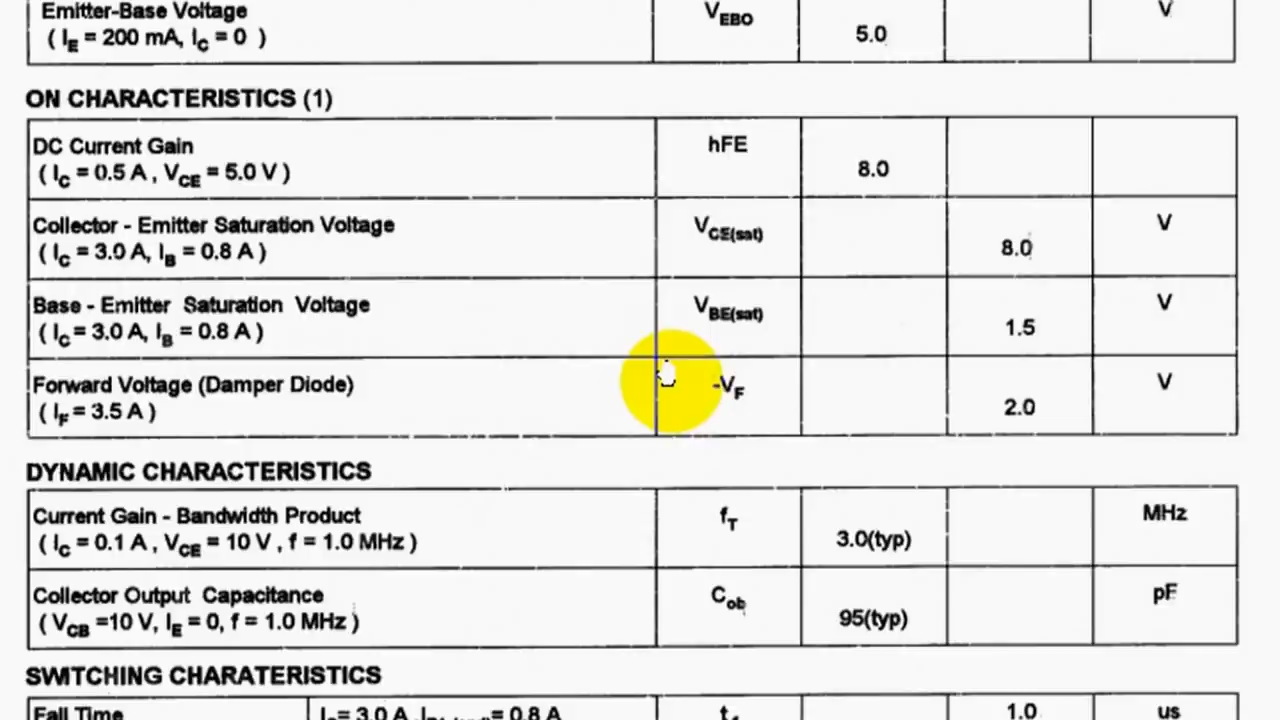 Emitter-Base Voltage VEBO V
( IE = 200 mA, IC = 0 ) 5.0
ON CHARACTERISTICS (1)
DC Current Gain hFE
( IC = 0.5 A , VCE = 5.0 V ) 8.0
Collector - Emitter Saturation Voltage VCE(sat) V
( IC = 3.0 A, IB = 0.8 A ) 8.0
Base - Emitter Saturation Voltage VBE(sat) V
( IC = 3.0 A, IB = 0.8 A ) 1.5
Forward Voltage (Damper Diode) -VF V
( IF = 3.5 A ) 2.0
DYNAMIC CHARACTERISTICS
Current Gain - Bandwidth Product fT MHz
( IC = 0.1 A , VCE = 10 V , f = 1.0 MHz ) 3.0(typ)
Collector Output Capacitance Cob pF
( VCB =10 V, IE = 0, f = 1.0 MHz ) 95(typ)
SWITCHING CHARATERISTICS
Fall Time = 3.0 A = 0.8 A 1.0 us